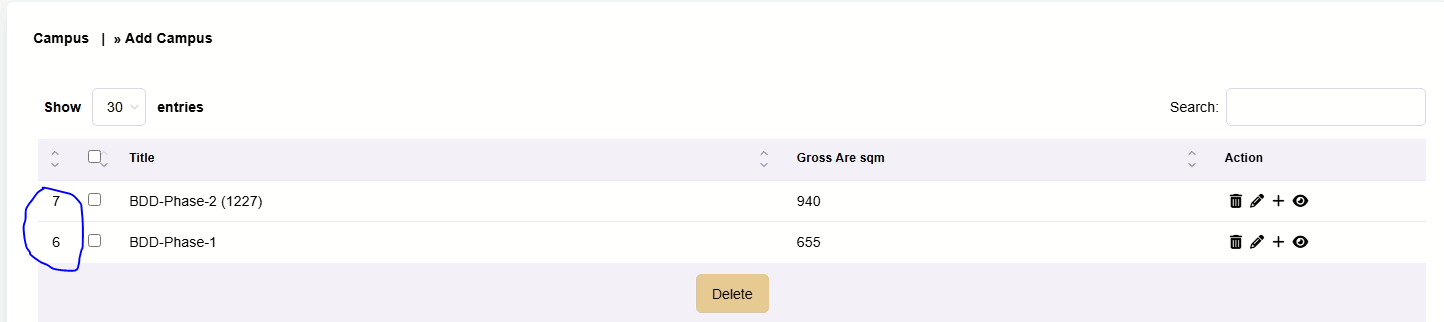 Campus | » Add Campus
Show 30 entries
Search:
Title Gross Are sqm Action
7 BDD-Phase-2 (1227) 940
6 BDD-Phase-1 655
Delete